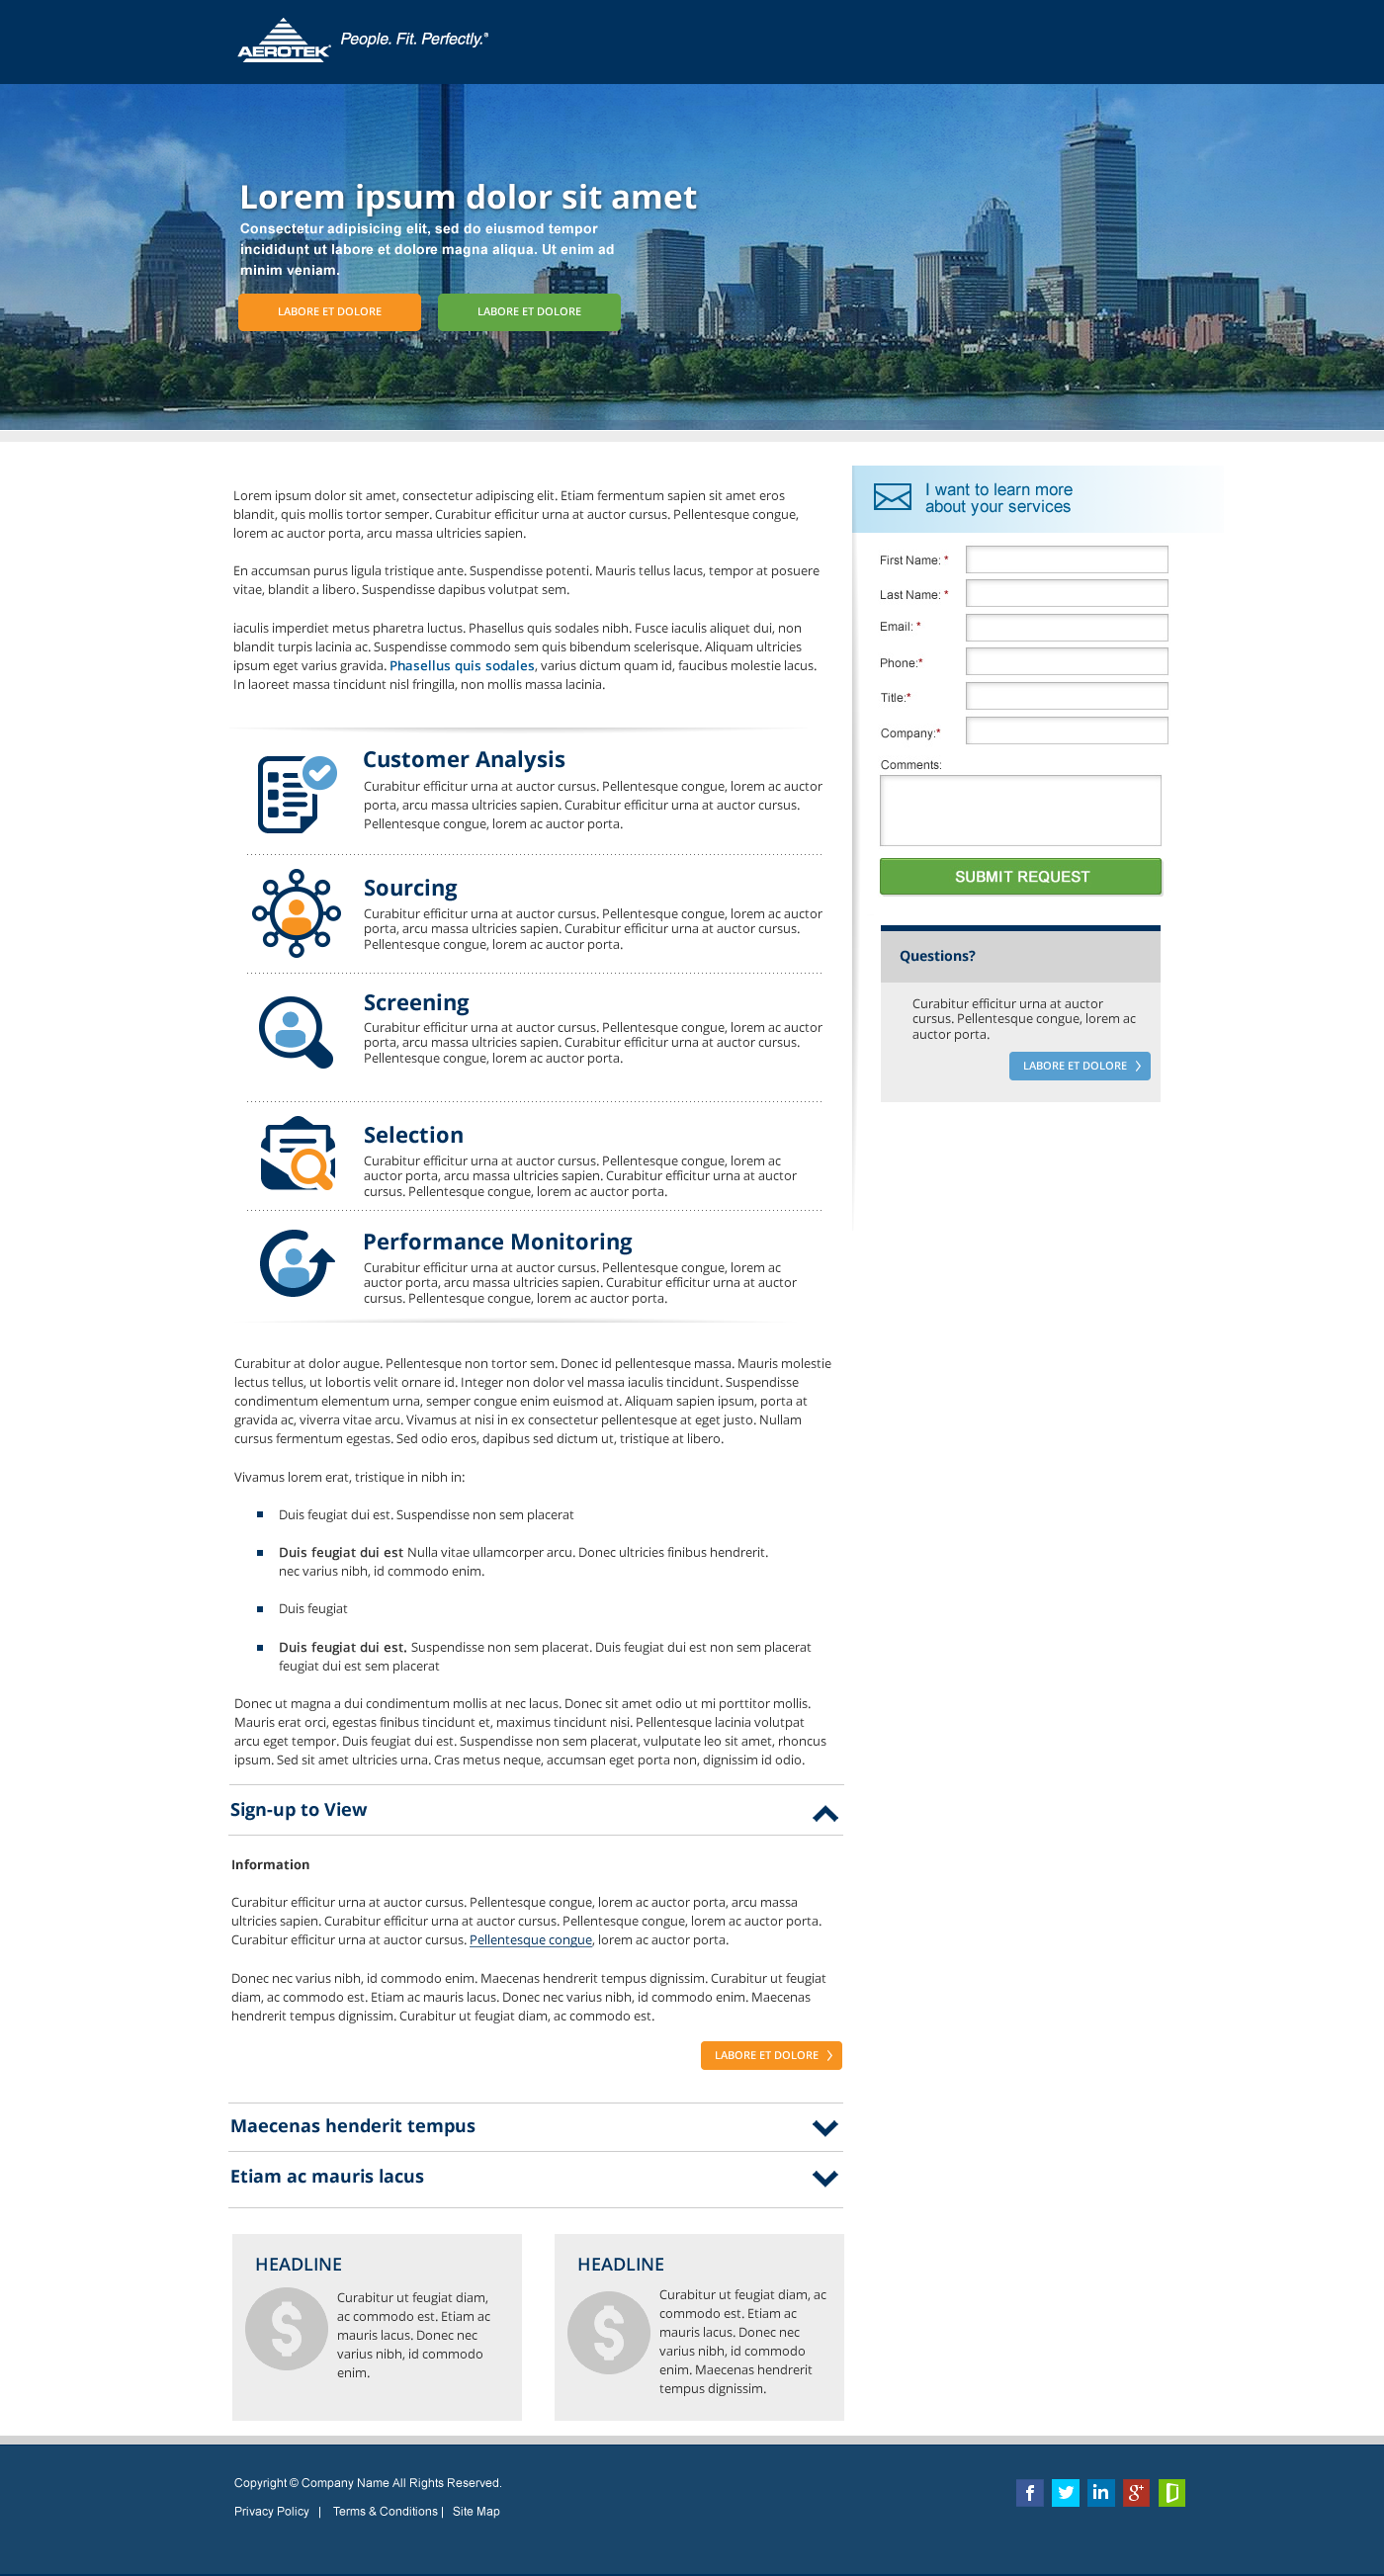 AEROTEK
People. Fit. Perfectly.®
Lorem ipsum dolor sit amet
Consectetur adipisicing elit, sed do eiusmod tempor
incididunt ut labore et dolore magna aliqua. Ut enim ad
minim veniam.
LABORE ET DOLORE
LABORE ET DOLORE
Lorem ipsum dolor sit amet, consectetur adipiscing elit. Etiam fermentum sapien sit amet eros
blandit, quis mollis tortor semper. Curabitur efficitur urna at auctor cursus. Pellentesque congue,
lorem ac auctor porta, arcu massa ultricies sapien.
En accumsan purus ligula tristique ante. Suspendisse potenti. Mauris tellus lacus, tempor at posuere
vitae, blandit a libero. Suspendisse dapibus volutpat sem.
iaculis imperdiet metus pharetra luctus. Phasellus quis sodales nibh. Fusce iaculis aliquet dui, non
blandit turpis lacinia ac. Suspendisse commodo sem quis bibendum scelerisque. Aliquam ultricies
ipsum eget varius gravida. Phasellus quis sodales, varius dictum quam id, faucibus molestie lacus.
In laoreet massa tincidunt nisl fringilla, non mollis massa lacinia.
Customer Analysis
Curabitur efficitur urna at auctor cursus. Pellentesque congue, lorem ac auctor
porta, arcu massa ultricies sapien. Curabitur efficitur urna at auctor cursus.
Pellentesque congue, lorem ac auctor porta.
Sourcing
Curabitur efficitur urna at auctor cursus. Pellentesque congue, lorem ac auctor
porta, arcu massa ultricies sapien. Curabitur efficitur urna at auctor cursus.
Pellentesque congue, lorem ac auctor porta.
Screening
Curabitur efficitur urna at auctor cursus. Pellentesque congue, lorem ac auctor
porta, arcu massa ultricies sapien. Curabitur efficitur urna at auctor cursus.
Pellentesque congue, lorem ac auctor porta.
Selection
Curabitur efficitur urna at auctor cursus. Pellentesque congue, lorem ac
auctor porta, arcu massa ultricies sapien. Curabitur efficitur urna at auctor
cursus. Pellentesque congue, lorem ac auctor porta.
Performance Monitoring
Curabitur efficitur urna at auctor cursus. Pellentesque congue, lorem ac
auctor porta, arcu massa ultricies sapien. Curabitur efficitur urna at auctor
cursus. Pellentesque congue, lorem ac auctor porta.
Curabitur at dolor augue. Pellentesque non tortor sem. Donec id pellentesque massa. Mauris molestie
lectus tellus, ut lobortis velit ornare id. Integer non dolor vel massa iaculis tincidunt. Suspendisse
condimentum elementum urna, semper congue enim euismod at. Aliquam sapien ipsum, porta at
gravida ac, viverra vitae arcu. Vivamus at nisi in ex consectetur pellentesque at eget justo. Nullam
cursus fermentum egestas. Sed odio eros, dapibus sed dictum ut, tristique at libero.
Vivamus lorem erat, tristique in nibh in:
Duis feugiat dui est. Suspendisse non sem placerat
Duis feugiat dui est Nulla vitae ullamcorper arcu. Donec ultricies finibus hendrerit.
nec varius nibh, id commodo enim.
Duis feugiat
Duis feugiat dui est. Suspendisse non sem placerat. Duis feugiat dui est non sem placerat
feugiat dui est sem placerat
Donec ut magna a dui condimentum mollis at nec lacus. Donec sit amet odio ut mi porttitor mollis.
Mauris erat orci, egestas finibus tincidunt et, maximus tincidunt nisi. Pellentesque lacinia volutpat
arcu eget tempor. Duis feugiat dui est. Suspendisse non sem placerat, vulputate leo sit amet, rhoncus
ipsum. Sed sit amet ultricies urna. Cras metus neque, accumsan eget porta non, dignissim id odio.
Sign-up to View
Information
Curabitur efficitur urna at auctor cursus. Pellentesque congue, lorem ac auctor porta, arcu massa
ultricies sapien. Curabitur efficitur urna at auctor cursus. Pellentesque congue, lorem ac auctor porta.
Curabitur efficitur urna at auctor cursus. Pellentesque congue, lorem ac auctor porta.
Donec nec varius nibh, id commodo enim. Maecenas hendrerit tempus dignissim. Curabitur ut feugiat
diam, ac commodo est. Etiam ac mauris lacus. Donec nec varius nibh, id commodo enim. Maecenas
hendrerit tempus dignissim. Curabitur ut feugiat diam, ac commodo est.
LABORE ET DOLORE
Maecenas henderit tempus
Etiam ac mauris lacus
HEADLINE
$
Curabitur ut feugiat diam,
ac commodo est. Etiam ac
mauris lacus. Donec nec
varius nibh, id commodo
enim.
HEADLINE
$
Curabitur ut feugiat diam, ac
commodo est. Etiam ac
mauris lacus. Donec nec
varius nibh, id commodo
enim. Maecenas hendrerit
tempus dignissim.
I want to learn more
about your services
First Name: *
Last Name: *
Email: *
Phone:*
Title:*
Company:*
Comments:
SUBMIT REQUEST
Questions?
Curabitur efficitur urna at auctor
cursus. Pellentesque congue, lorem ac
auctor porta.
LABORE ET DOLORE
Copyright © Company Name All Rights Reserved.
Privacy Policy | Terms & Conditions | Site Map
f
in
g+